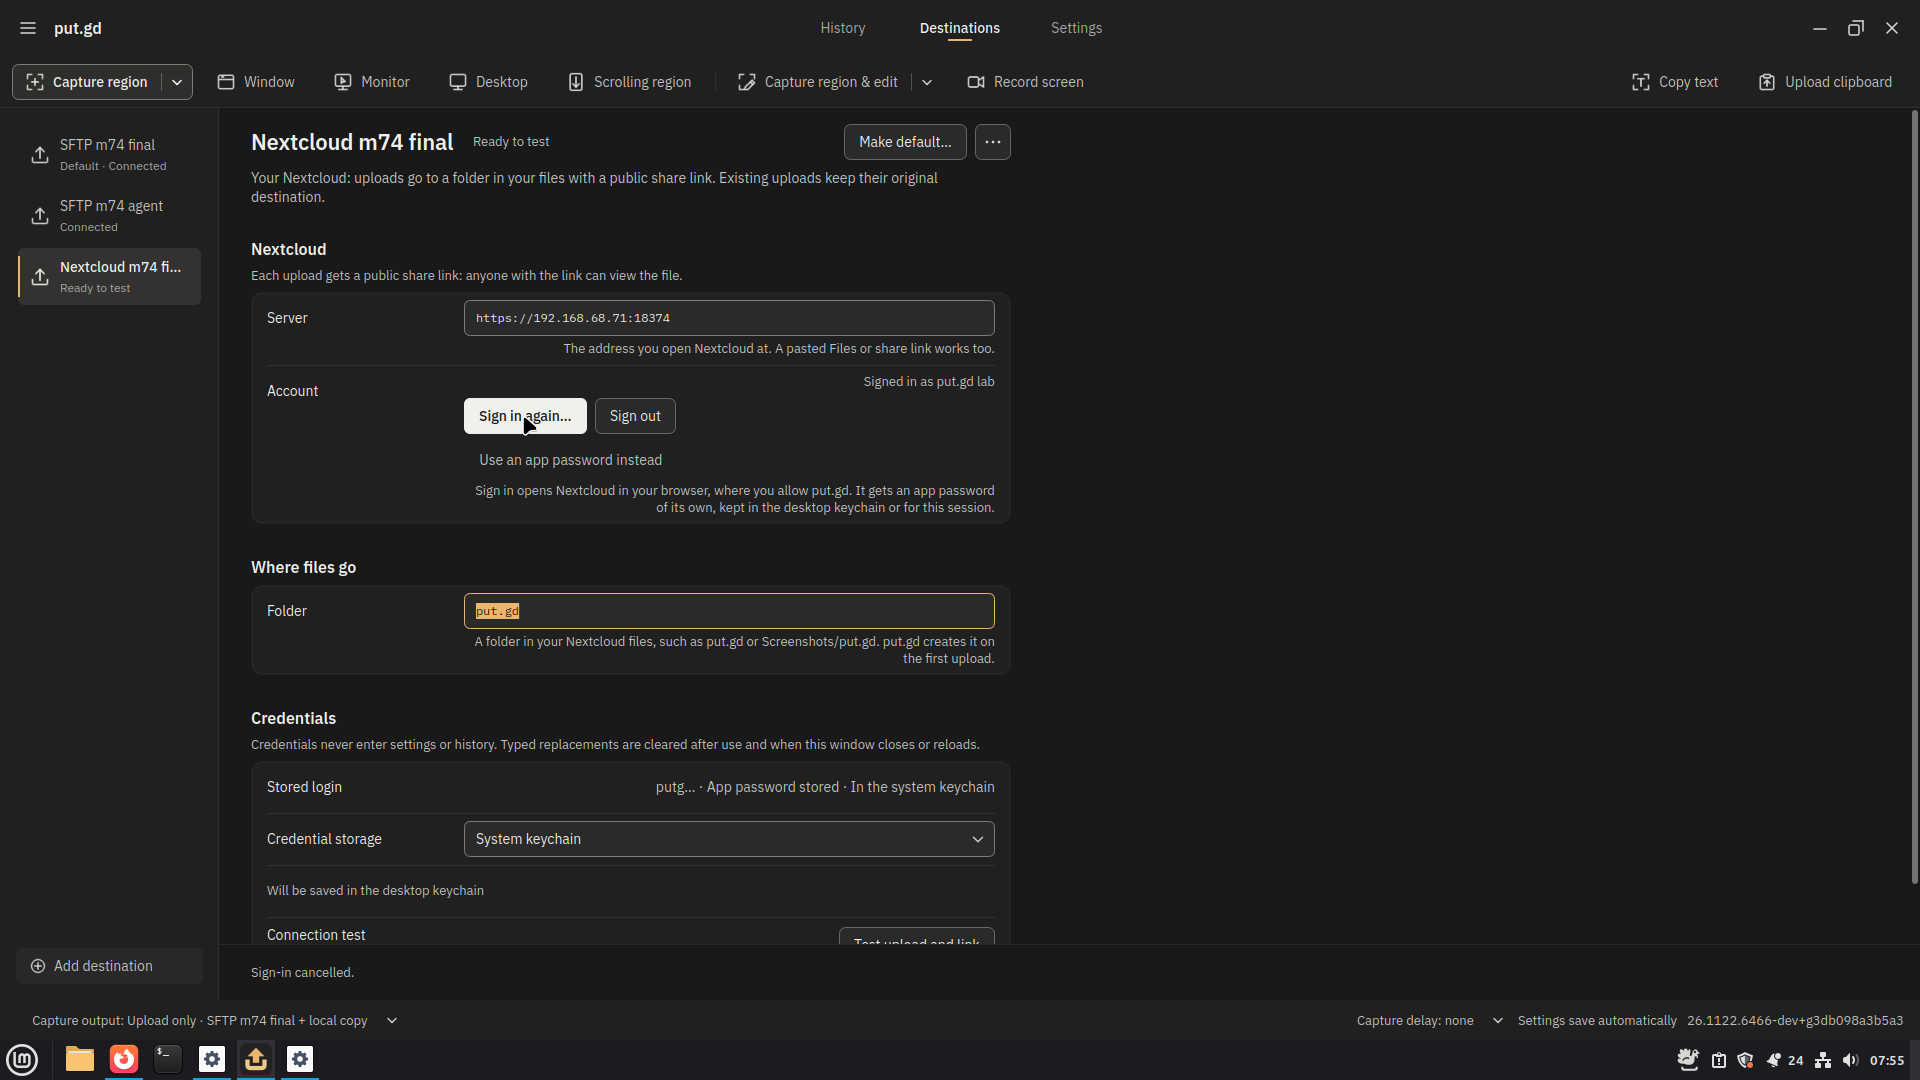 put.gd
History
Destinations
Settings
Capture region
Window
Monitor
Desktop
Scrolling region
Capture region & edit
Record screen
Copy text
Upload clipboard
SFTP m74 final
Default · Connected
SFTP m74 agent
Connected
Nextcloud m74 fi...
Ready to test
Add destination
Nextcloud m74 final
Ready to test
Make default...
Your Nextcloud: uploads go to a folder in your files with a public share link. Existing uploads keep their original
destination.
Nextcloud
Each upload gets a public share link: anyone with the link can view the file.
Server
https://192.168.68.71:18374
The address you open Nextcloud at. A pasted Files or share link works too.
Account
Signed in as put.gd lab
Sign in again...
Sign out
Use an app password instead
Sign in opens Nextcloud in your browser, where you allow put.gd. It gets an app password
of its own, kept in the desktop keychain or for this session.
Where files go
Folder
put.gd
A folder in your Nextcloud files, such as put.gd or Screenshots/put.gd. put.gd creates it on
the first upload.
Credentials
Credentials never enter settings or history. Typed replacements are cleared after use and when this window closes or reloads.
Stored login
putg... · App password stored · In the system keychain
Credential storage
System keychain
Will be saved in the desktop keychain
Connection test
Test upload and link
Sign-in cancelled.
Capture output: Upload only · SFTP m74 final + local copy
Capture delay: none
Settings save automatically
26.1122.6466-dev+g3db098a3b5a3
24
07:55